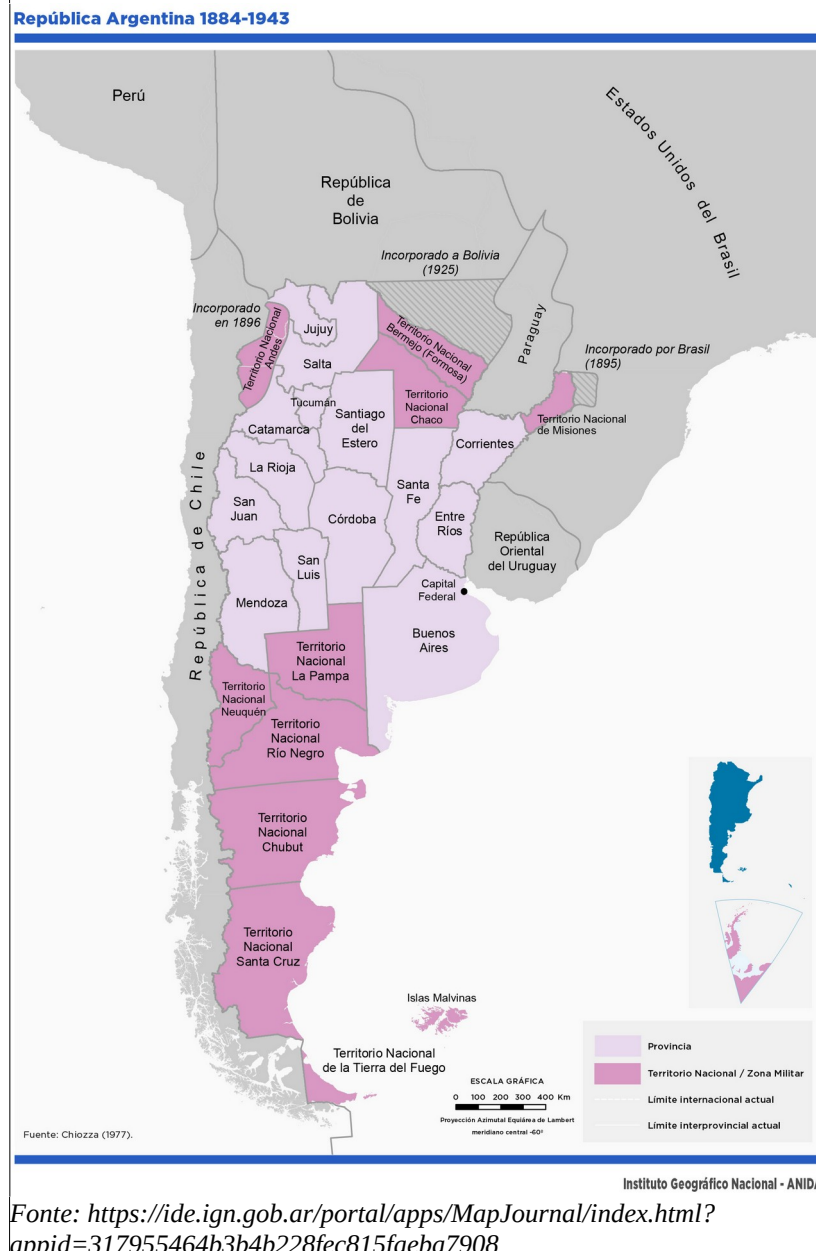 República Argentina 1884-1943
Perú
Estados Unidos del Brasil
República
de
Bolivia
Incorporado a Bolivia
(1925)
Incorporado
en 1896
Territorio Nacional
Andes
Jujuy
Territorio Nacional
Bermejo (Formosa)
Paraguay
Incorporado por Brasil
(1895)
Salta
Tucumán
Territorio
Nacional
Chaco
Territorio Nacional
de Misiones
Santiago
del
Estero
Catamarca
Corrientes
República de Chile
La Rioja
Santa
Fe
San
Juan
Córdoba
Entre
Ríos
República
Oriental
del Uruguay
San
Luis
Capital
Federal
Mendoza
Buenos
Aires
Territorio
Nacional
La Pampa
Territorio
Nacional
Neuquén
Territorio
Nacional
Río Negro
Territorio
Nacional
Chubut
Territorio
Nacional
Santa Cruz
Islas Malvinas
Territorio Nacional
de la Tierra del Fuego
ESCALA GRÁFICA
0 100 200 300 400 Km
Proyección Azimutal Equiárea de Lambert
meridiano central -60º
Provincia
Territorio Nacional / Zona Militar
Límite internacional actual
Límite interprovincial actual
Fuente: Chiozza (1977).
Instituto Geográfico Nacional - ANIDA
Fonte: https://ide.ign.gob.ar/portal/apps/MapJournal/index.html?